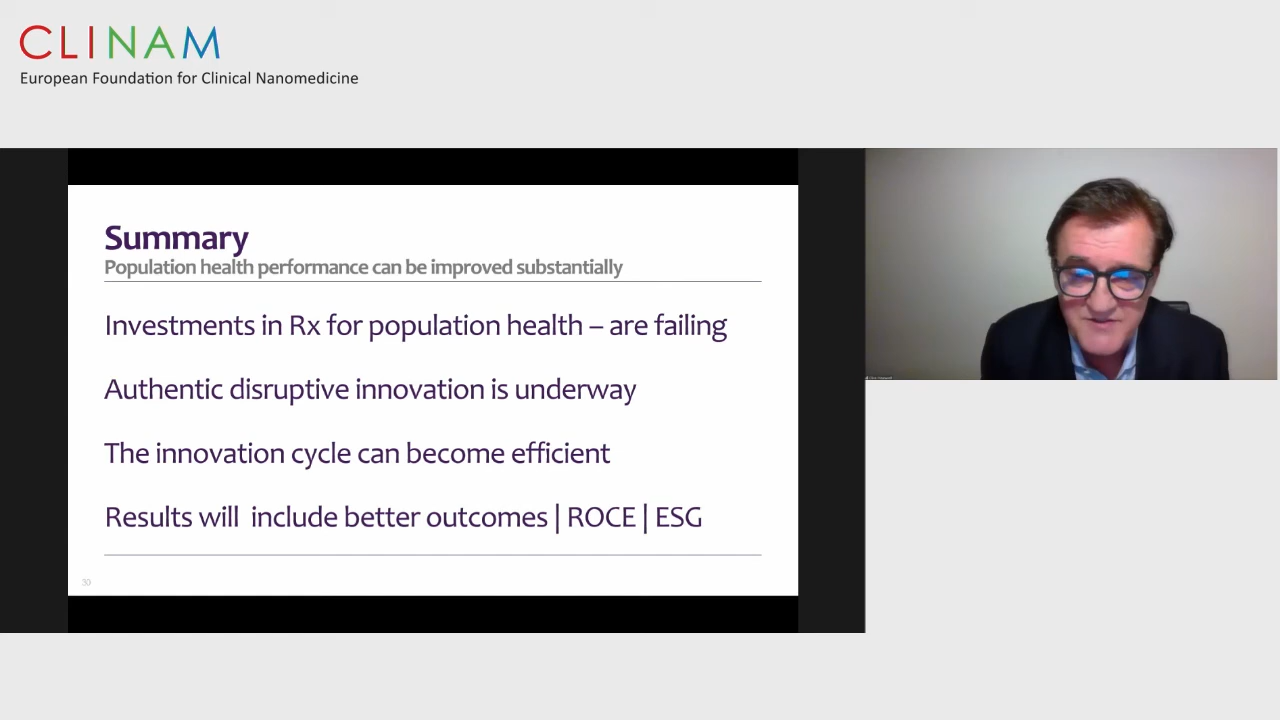 CLINAM
European Foundation for Clinical Nanomedicine
Summary
Population health performance can be improved substantially
Investments in Rx for population health – are failing
Authentic disruptive innovation is underway
The innovation cycle can become efficient
Results will include better outcomes | ROCE | ESG
30